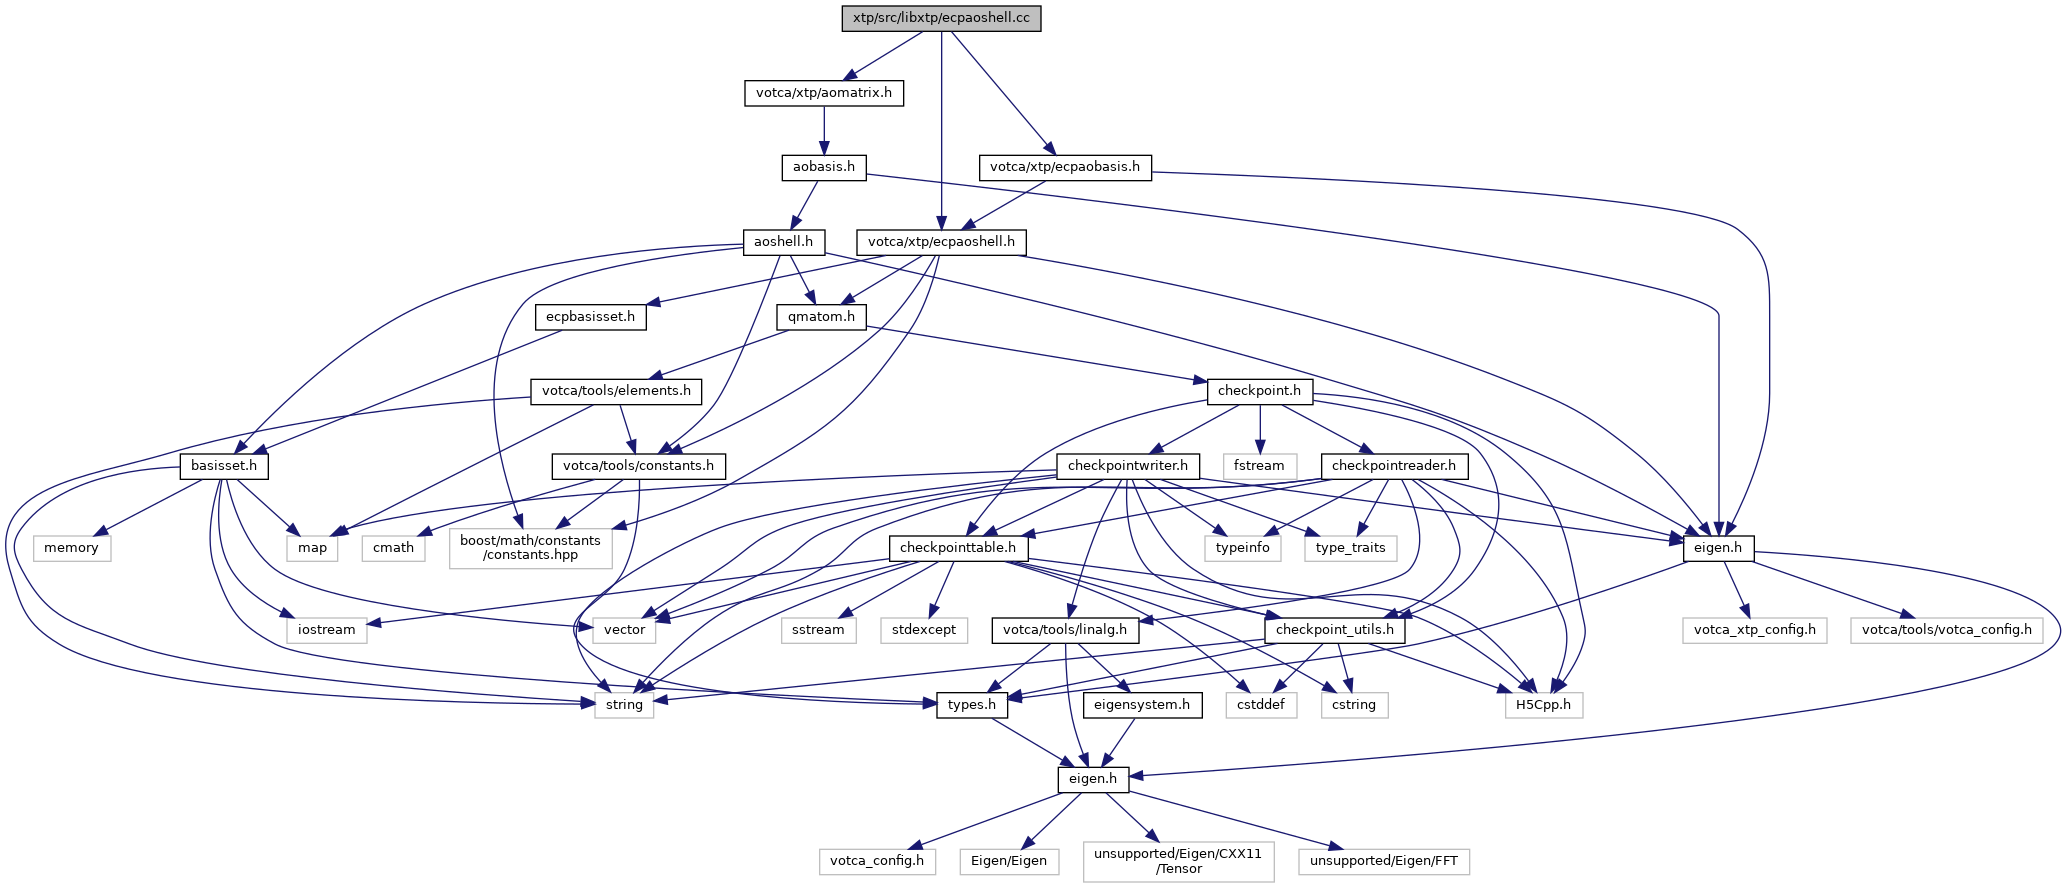 xtp/src/libxtp/ecpaoshell.cc
votca/xtp/aomatrix.h
aobasis.h
votca/xtp/ecpaobasis.h
aoshell.h
votca/xtp/ecpaoshell.h
ecpbasisset.h
qmatom.h
votca/tools/elements.h
checkpoint.h
basisset.h
votca/tools/constants.h
checkpointwriter.h
fstream
checkpointreader.h
memory
map
cmath
boost/math/constants
/constants.hpp
checkpointtable.h
typeinfo
type_traits
eigen.h
iostream
vector
sstream
stdexcept
votca/tools/linalg.h
checkpoint_utils.h
votca_xtp_config.h
votca/tools/votca_config.h
string
types.h
eigensystem.h
cstddef
cstring
H5Cpp.h
eigen.h
votca_config.h
Eigen/Eigen
unsupported/Eigen/CXX11
/Tensor
unsupported/Eigen/FFT